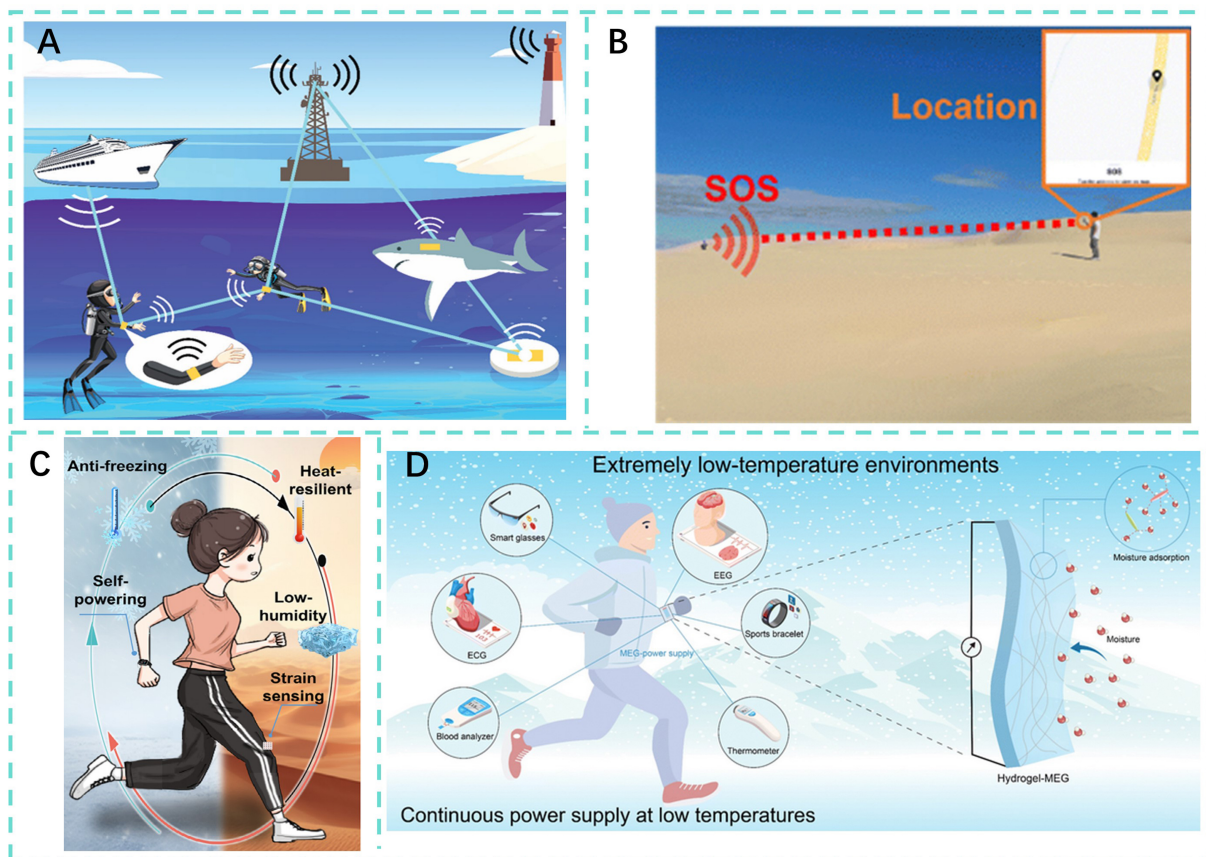 A
B
Location
SOS
SOS
C
Anti-freezing
Heat-
resilient
Self-
powering
Low-
humidity
Strain
sensing
D
Extremely low-temperature environments
Smart glasses
EEG
Moisture adsorption
ECG
Sports bracelet
MEG-power supply
Moisture
Blood analyzer
Thermometer
Hydrogel-MEG
Continuous power supply at low temperatures